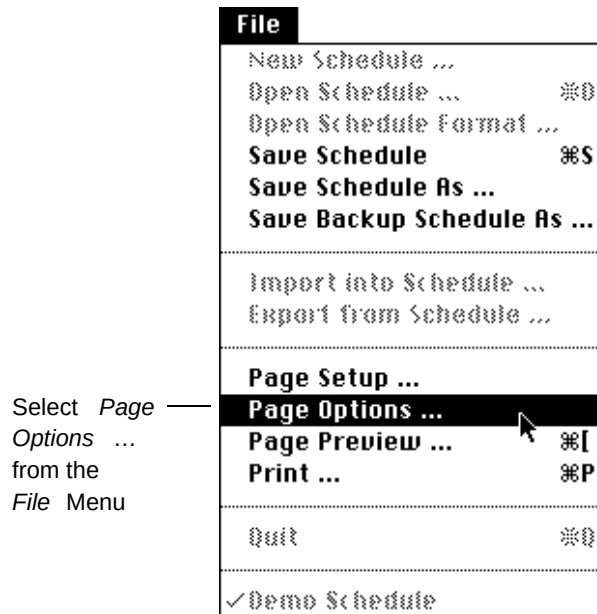 File
New Schedule ...
Open Schedule ... ⌘O
Open Schedule Format ...
Save Schedule ⌘S
Save Schedule As ...
Save Backup Schedule As ...
Import into Schedule ...
Export from Schedule ...
Page Setup ...
Page Options ...
Page Preview ... ⌘[
Print ... ⌘P
Quit ⌘Q
✓Demo Schedule
Select Page
Options …
from the
File Menu